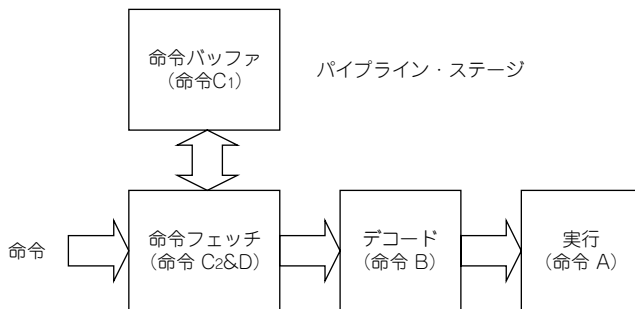 命令バッファ
(命令C1)
パイプライン・ステージ
命令
命令フェッチ
(命令 C2&D)
デコード
(命令 B)
実行
(命令 A)